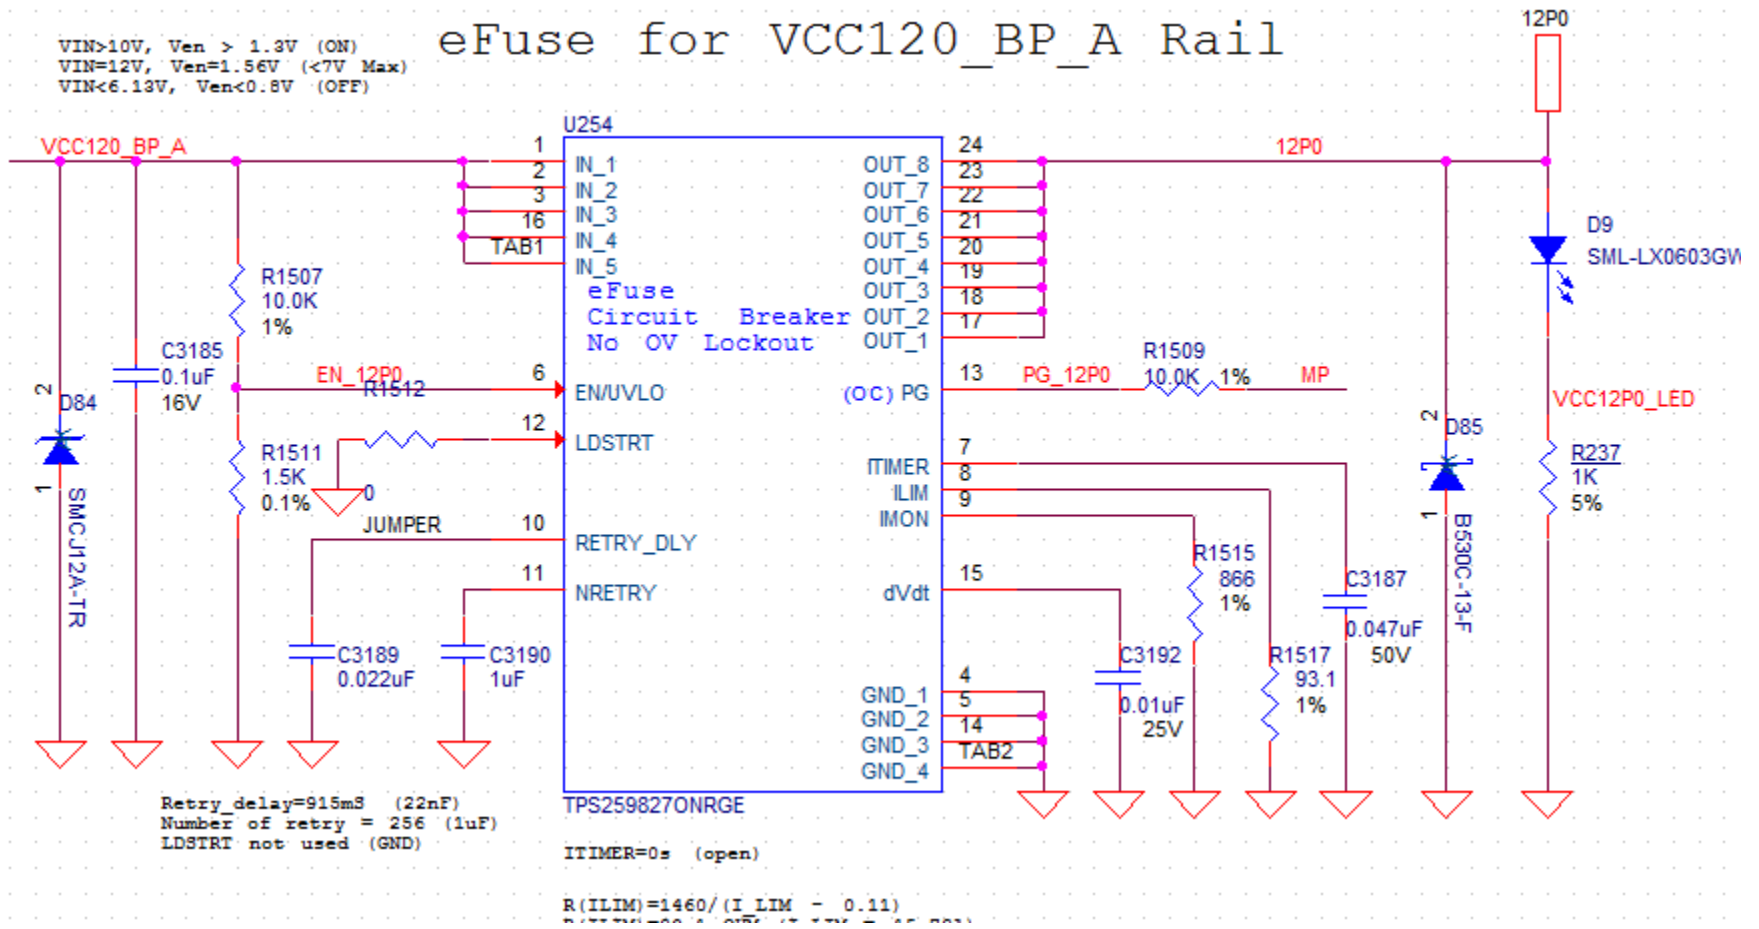 eFuse for VCC120_BP_A Rail
12P0
VIN>10V, Ven > 1.3V (ON)
VIN=12V, Ven=1.56V (<7V Max)
VIN<6.13V, Ven<0.8V (OFF)
U254
VCC120_BP_A
1
2
3
16
TAB1
IN_1
IN_2
IN_3
IN_4
IN_5
eFuse
Circuit Breaker
No OV Lockout
OUT_8
OUT_7
OUT_6
OUT_5
OUT_4
OUT_3
OUT_2
OUT_1
24
23
22
21
20
19
18
17
12P0
D9
SML-LX0603GW
R1507
10.0K
1%
C3185
0.1uF
16V
2
D84
1
SMCJ12A-TR
EN_12P0
6
EN/UVLO
R1512
12
LDSTRT
0
JUMPER
R1511
1.5K
0.1%
10
RETRY_DLY
11
NRETRY
C3189
0.022uF
C3190
1uF
(OC) PG
13
PG_12P0
R1509
10.0K 1%
MP
ITIMER
7
ILIM
8
IMON
9
dVdt
15
R1515
866
1%
C3187
0.047uF
50V
C3192
0.01uF
25V
R1517
93.1
1%
2
D85
1
B530C-13-F
VCC12P0_LED
R237
1K
5%
GND_1
GND_2
GND_3
GND_4
4
5
14
TAB2
TPS259827ONRGE
Retry_delay=915mS (22nF)
Number of retry = 256 (1uF)
LDSTRT not used (GND)
ITIMER=0s (open)
R(ILIM)=1460/(I_LIM - 0.11)